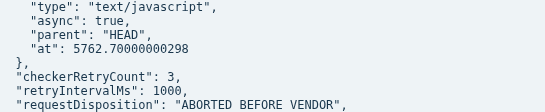 "type": "text/javascript",
"async": true,
"parent": "HEAD",
"at": 5762.70000000298
},
"checkerRetryCount": 3,
"retryIntervalMs": 1000,
"requestDisposition": "ABORTED BEFORE VENDOR",